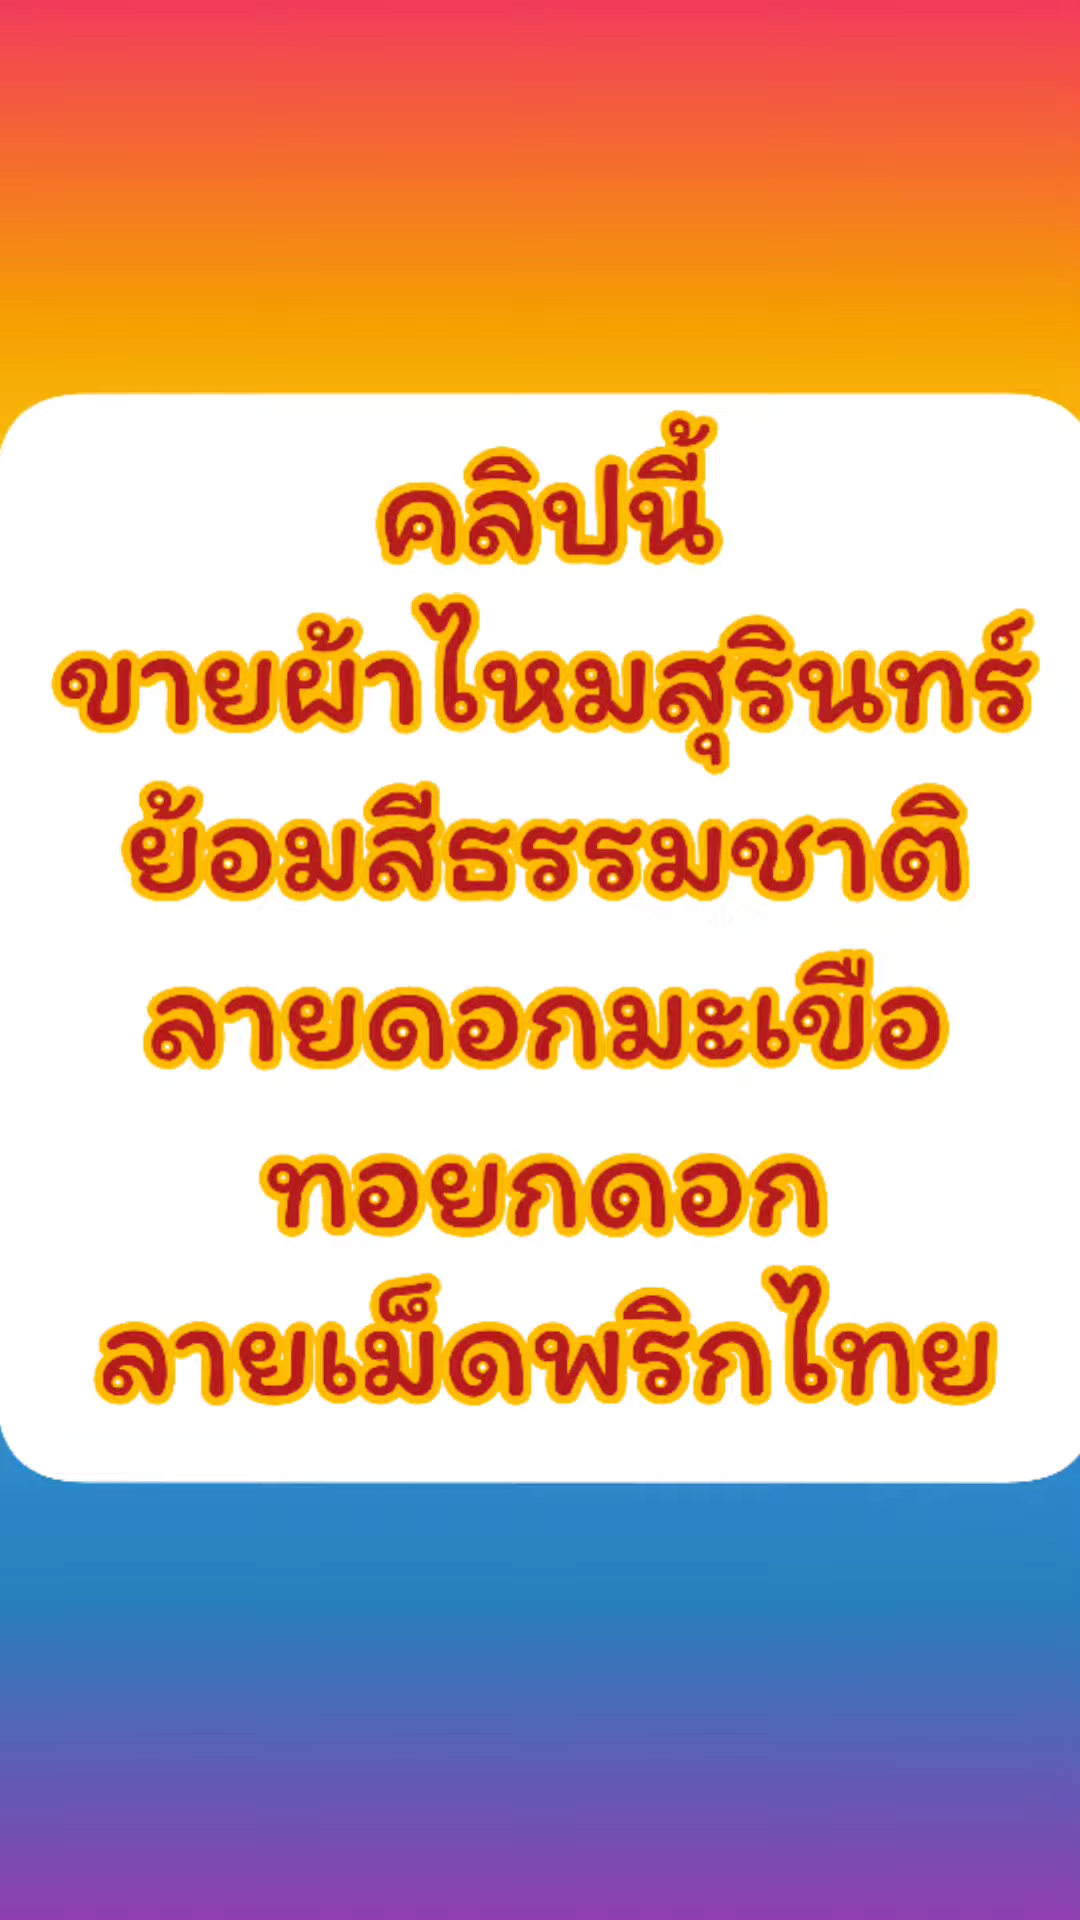 คลิปนี้
ขายผ้าไหมสุรินทร์
ย้อมสีธรรมชาติ
ลายดอกมะเขือ
ทอยกดอก
ลายเม็ดพริกไทย